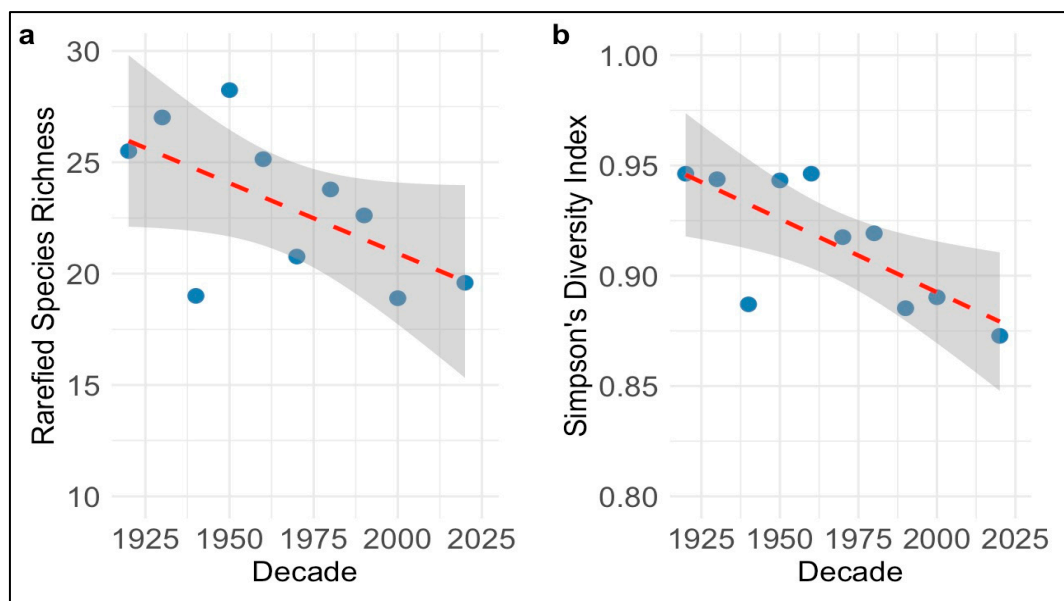 a
Rarefied Species Richness
30
25
20
15
10
1925 1950 1975 2000 2025
Decade
b
Simpson's Diversity Index
1.00
0.95
0.90
0.85
0.80
1925 1950 1975 2000 2025
Decade